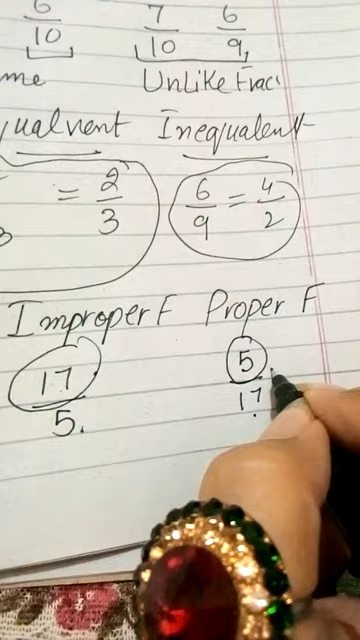 6/10 7/10 6/9,
me UnLike Frac
qualvent Inequalent
= 2/3 6/9 = 4/2
Improper F Proper F
17/5. 5/17